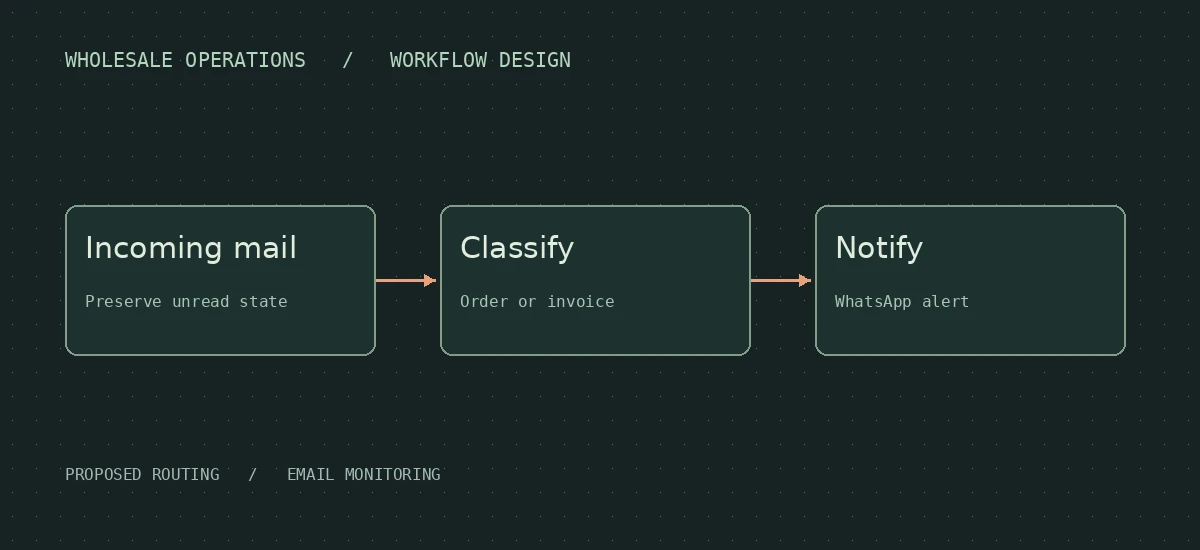 WHOLESALE OPERATIONS / WORKFLOW DESIGN
Incoming mail
Preserve unread state
Classify
Order or invoice
Notify
WhatsApp alert
PROPOSED ROUTING / EMAIL MONITORING